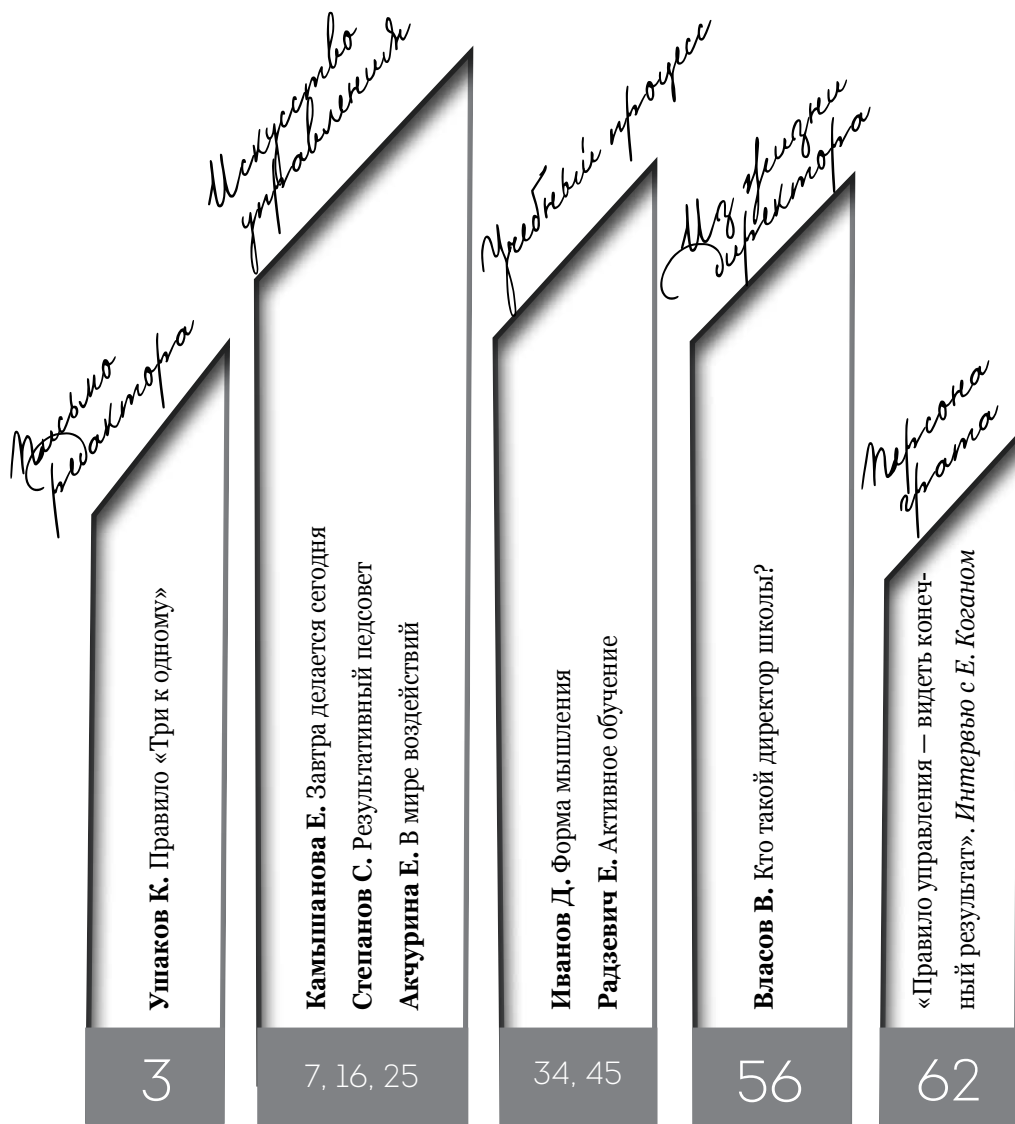 Письмо
редактора
Ушаков К. Правило «Три к одному»
3
Искусство
управления
Камышанова Е. Завтра делается сегодня
Степанов С. Результативный педсовет
Акчурина Е. В мире воздействий
7, 16, 25
Учебный процесс
Иванов Д. Форма мышления
Радзевич Е. Активное обучение
34, 45
Из жизни
директора
Власов В. Кто такой директор школы?
56
Персона
грата
«Правило управления — видеть конеч-
ный результат». Интервью с Е. Коганом
62